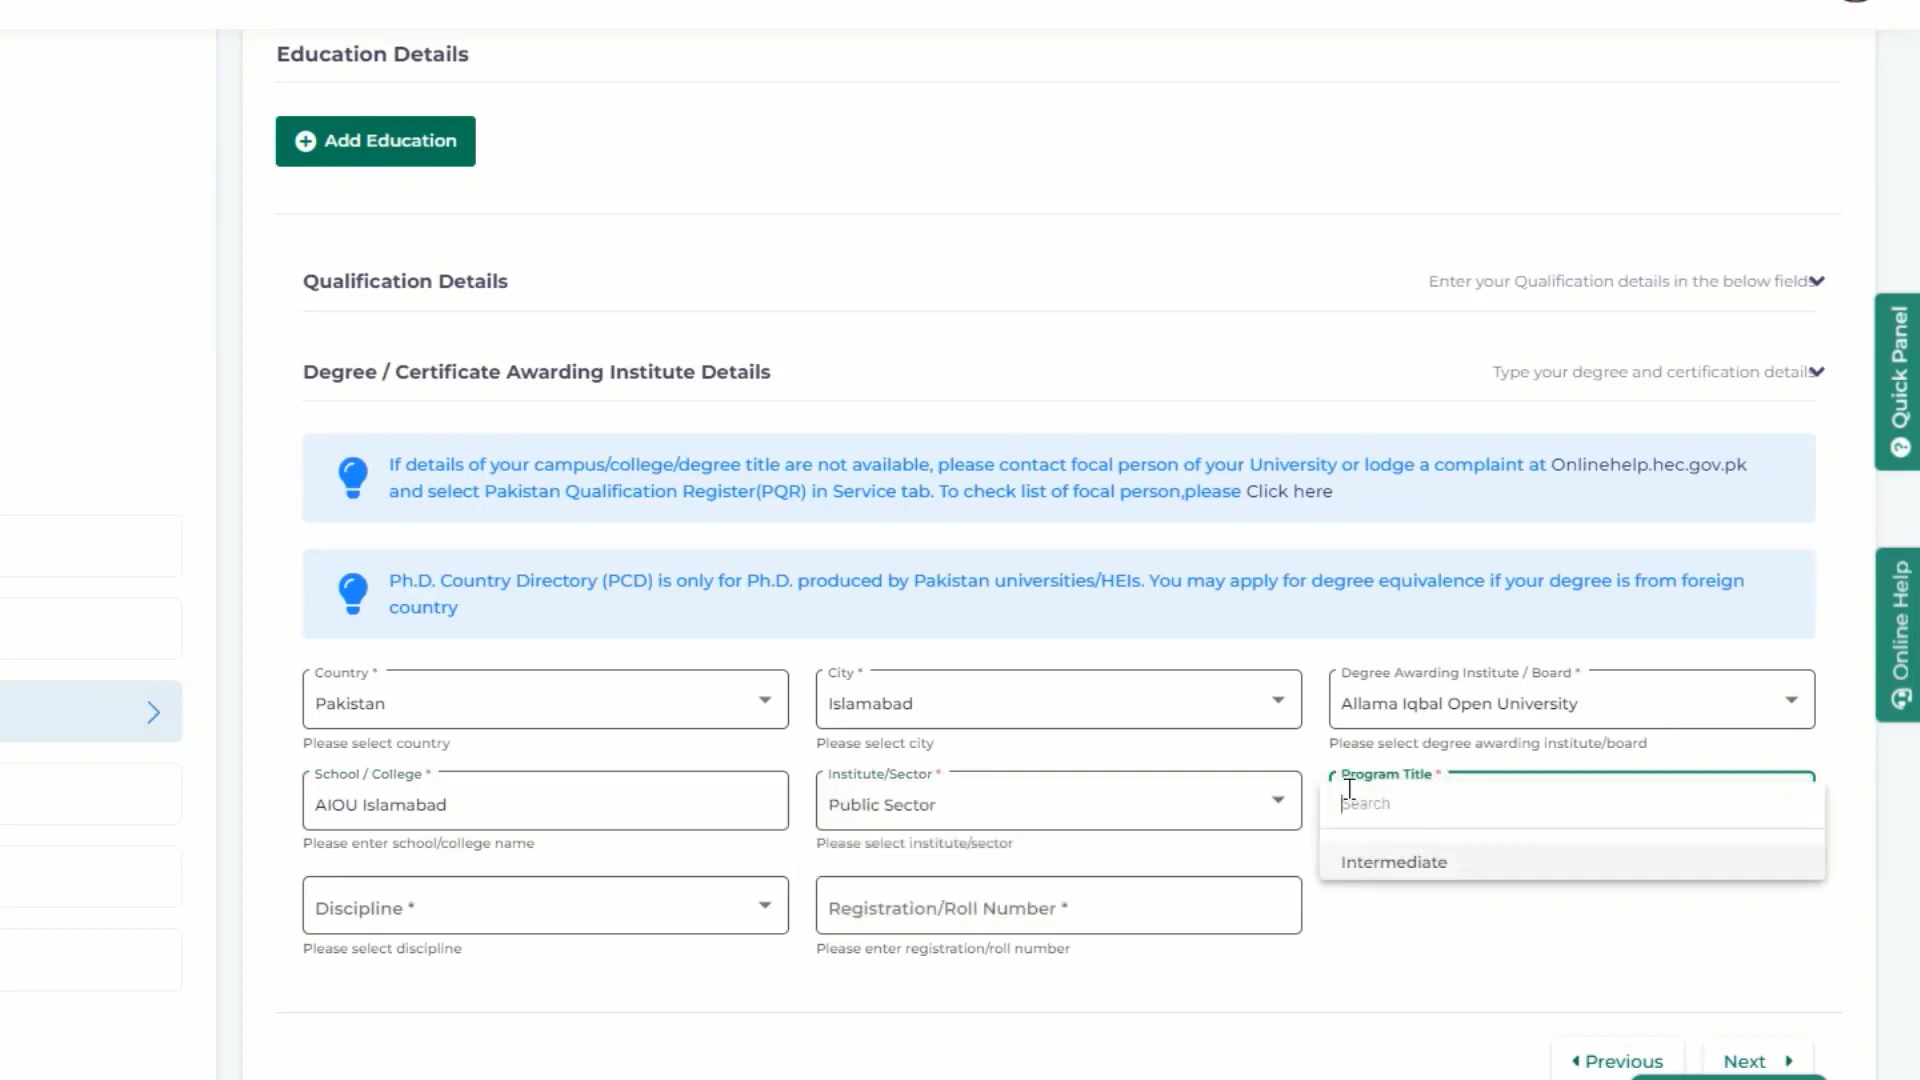 Education Details
Add Education
Qualification Details
Enter your Qualification details in the below fields
Degree / Certificate Awarding Institute Details
Type your degree and certification details
If details of your campus/college/degree title are not available, please contact focal person of your University or lodge a complaint at Onlinehelp.hec.gov.pk
and select Pakistan Qualification Register(PQR) in Service tab. To check list of focal person,please Click here
Ph.D. Country Directory (PCD) is only for Ph.D. produced by Pakistan universities/HEIs. You may apply for degree equivalence if your degree is from foreign
country
Country *
Pakistan
Please select country
City *
Islamabad
Please select city
Degree Awarding Institute / Board *
Allama Iqbal Open University
Please select degree awarding institute/board
School / College *
AIOU Islamabad
Please enter school/college name
Institute/Sector *
Public Sector
Please select institute/sector
Program Title *
Search
Intermediate
Discipline *
Please select discipline
Registration/Roll Number *
Please enter registration/roll number
Previous
Next
Quick Panel
Online Help